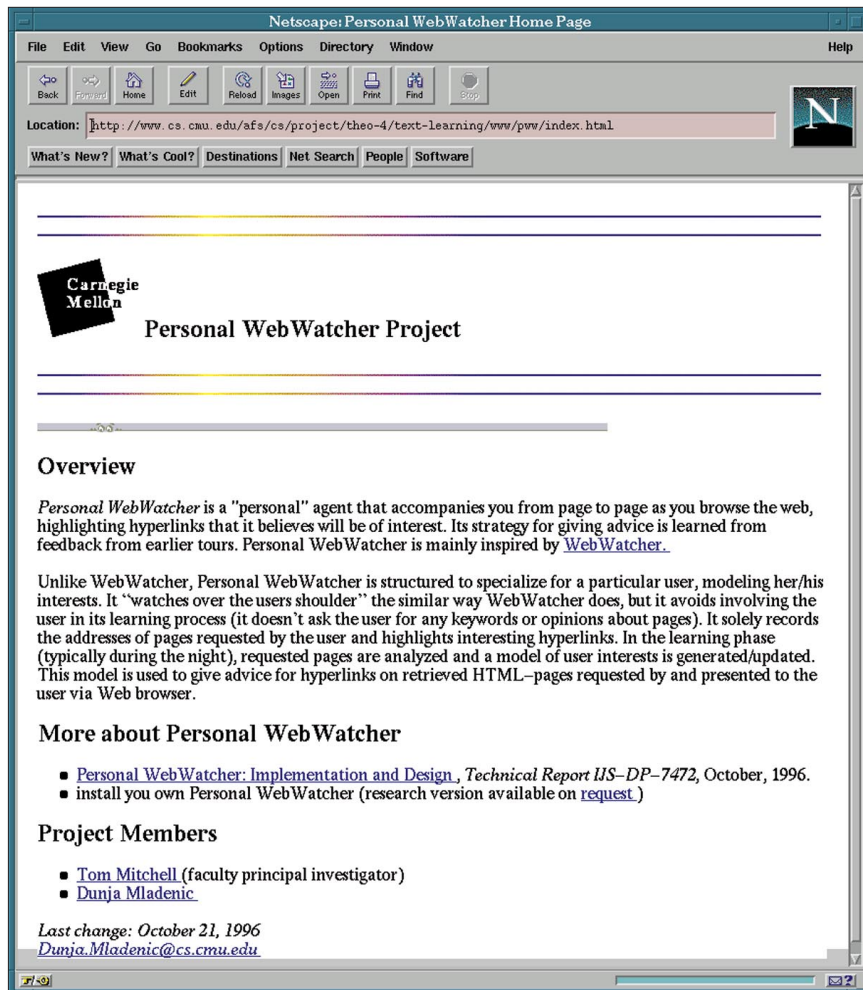 Netscape: Personal WebWatcher Home Page
File Edit View Go Bookmarks Options Directory Window Help
Back Forward Home Edit Reload Images Open Print Find Stop
Location: http://www.cs.cmu.edu/afs/cs/project/theo-4/text-learning/www/pww/index.html
N
What's New? What's Cool? Destinations Net Search People Software
Carnegie
Mellon
Personal WebWatcher Project
Overview
Personal WebWatcher is a "personal" agent that accompanies you from page to page as you browse the web,
highlighting hyperlinks that it believes will be of interest. Its strategy for giving advice is learned from
feedback from earlier tours. Personal WebWatcher is mainly inspired by WebWatcher.
Unlike WebWatcher, Personal WebWatcher is structured to specialize for a particular user, modeling her/his
interests. It “watches over the users shoulder” the similar way WebWatcher does, but it avoids involving the
user in its learning process (it doesn't ask the user for any keywords or opinions about pages). It solely records
the addresses of pages requested by the user and highlights interesting hyperlinks. In the learning phase
(typically during the night), requested pages are analyzed and a model of user interests is generated/updated.
This model is used to give advice for hyperlinks on retrieved HTML–pages requested by and presented to the
user via Web browser.
More about Personal WebWatcher
Personal WebWatcher: Implementation and Design , Technical Report IJS–DP–7472, October, 1996.
install you own Personal WebWatcher (research version available on request )
Project Members
Tom Mitchell (faculty principal investigator)
Dunja Mladenic
Last change: October 21, 1996
Dunja.Mladenic@cs.cmu.edu
?